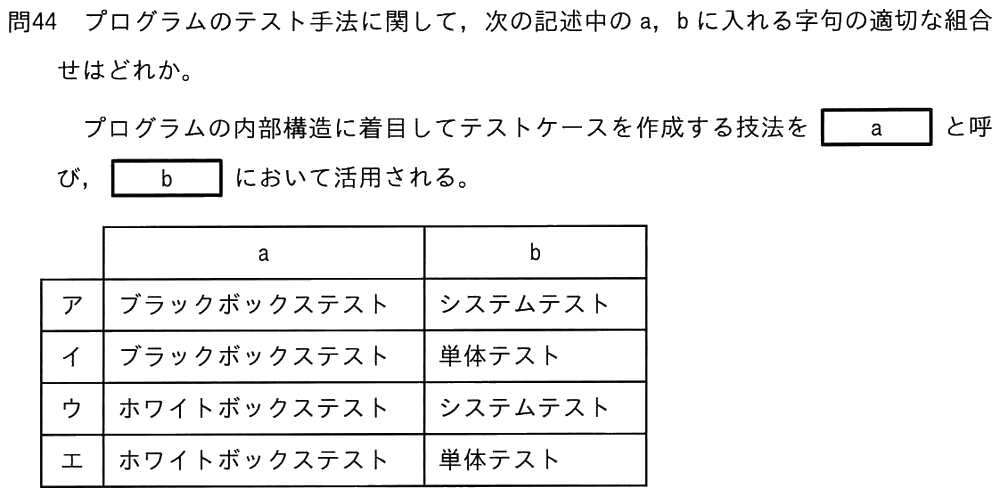 問44 プログラムのテスト手法に関して，次の記述中の a，b に入れる字句の適切な組合
せはどれか。
プログラムの内部構造に着目してテストケースを作成する技法を a と呼
び， b において活用される。
a b
ア ブラックボックステスト システムテスト
イ ブラックボックステスト 単体テスト
ウ ホワイトボックステスト システムテスト
エ ホワイトボックステスト 単体テスト